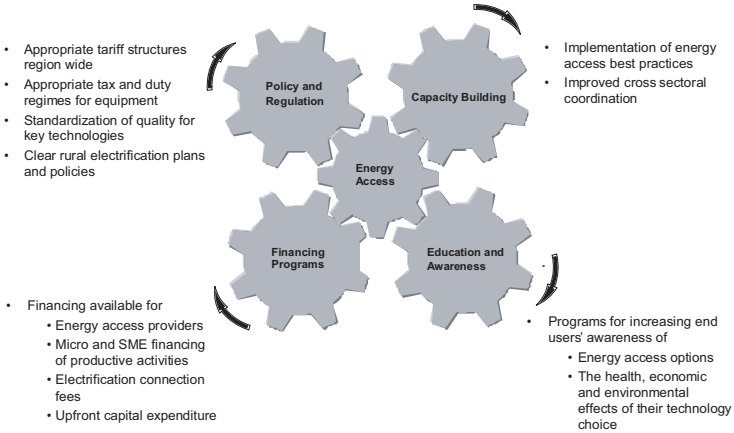 • Appropriate tariff structures
region wide
• Appropriate tax and duty
regimes for equipment
• Standardization of quality for
key technologies
• Clear rural electrification plans
and policies
Policy and
Regulation
Capacity Building
• Implementation of energy
access best practices
• Improved cross sectoral
coordination
Energy
Access
Financing
Programs
Education and
Awareness
• Financing available for
• Energy access providers
• Micro and SME financing
of productive activities
• Electrification connection
fees
• Upfront capital expenditure
• Programs for increasing end
users' awareness of
• Energy access options
• The health, economic
and environmental
effects of their technology
choice